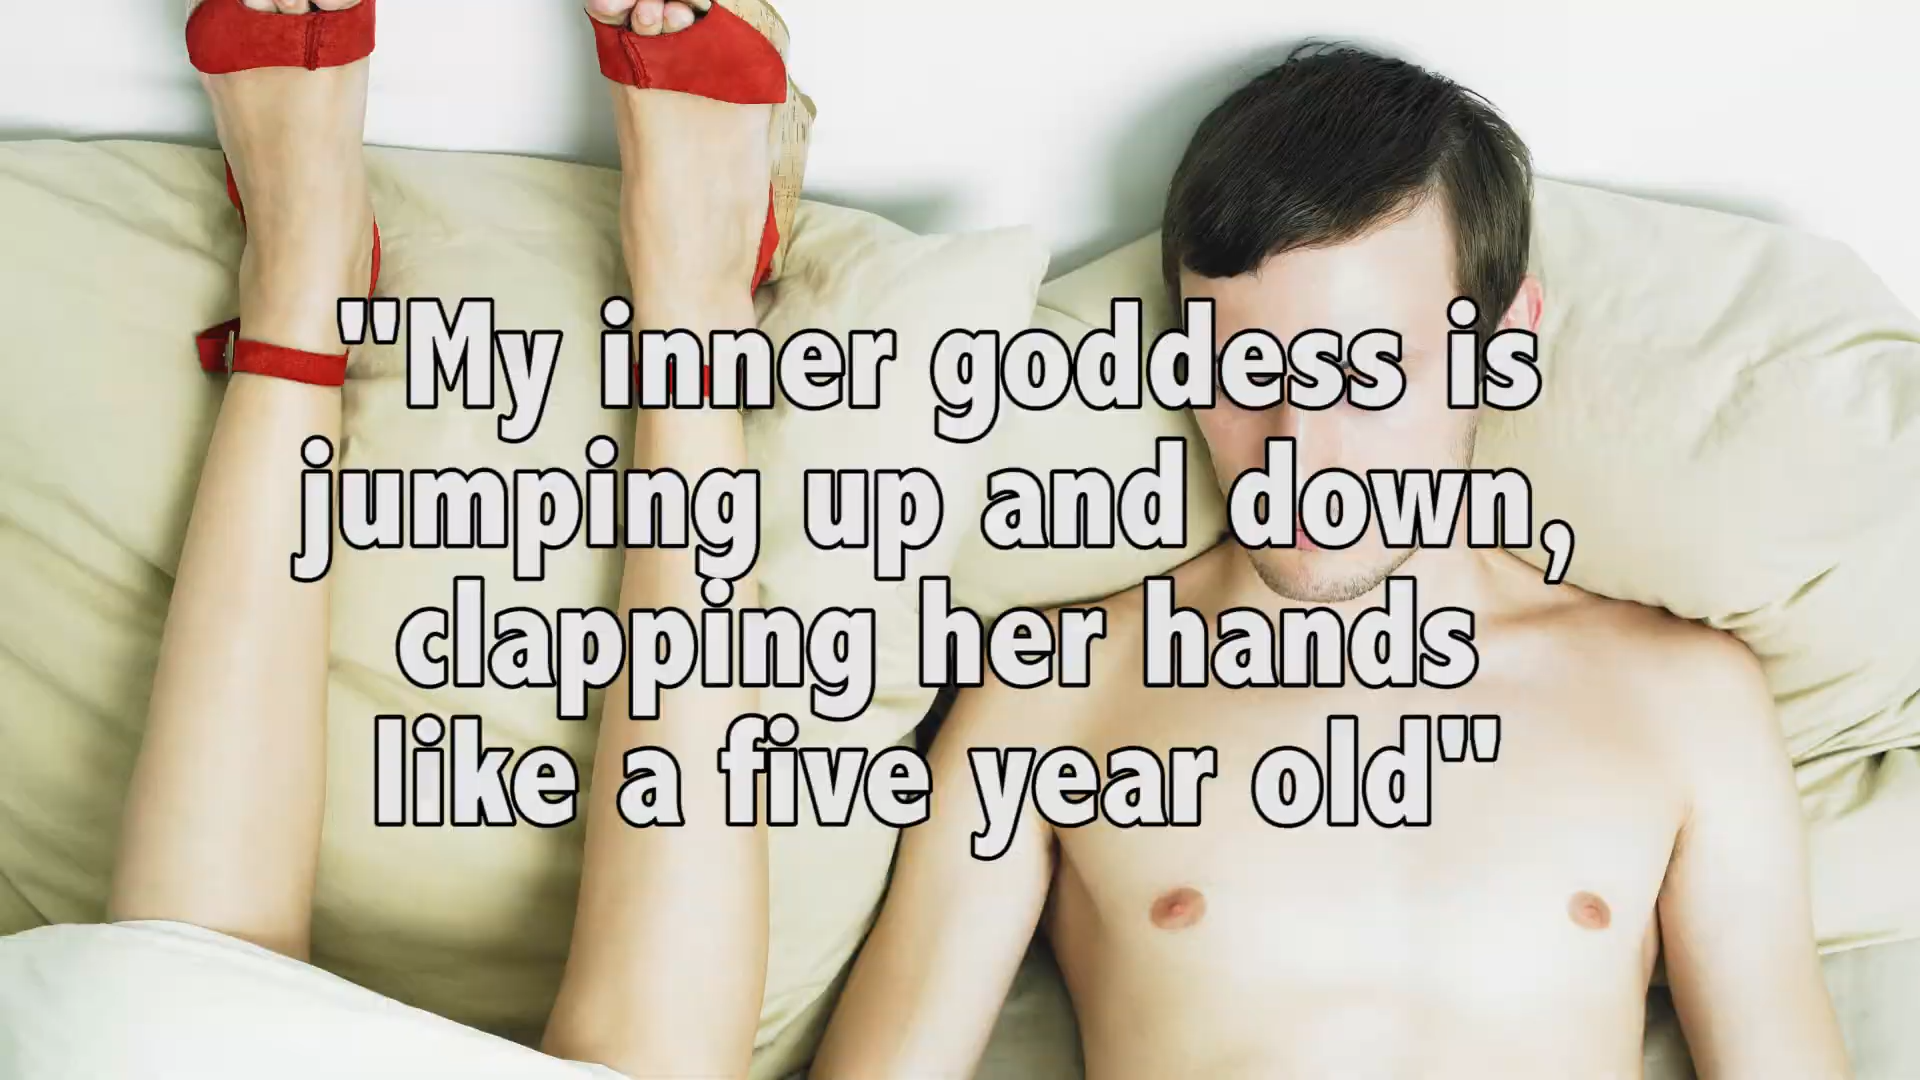 "My inner goddess is
jumping up and down,
clapping her hands
like a five year old"